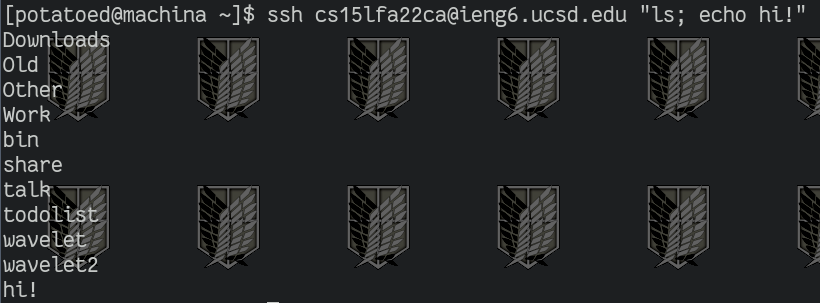 [potatoed@machina ~]$ ssh cs15lfa22ca@ieng6.ucsd.edu "ls; echo hi!"
Downloads
Old
Other
Work
bin
share
talk
todolist
wavelet
wavelet2
hi!